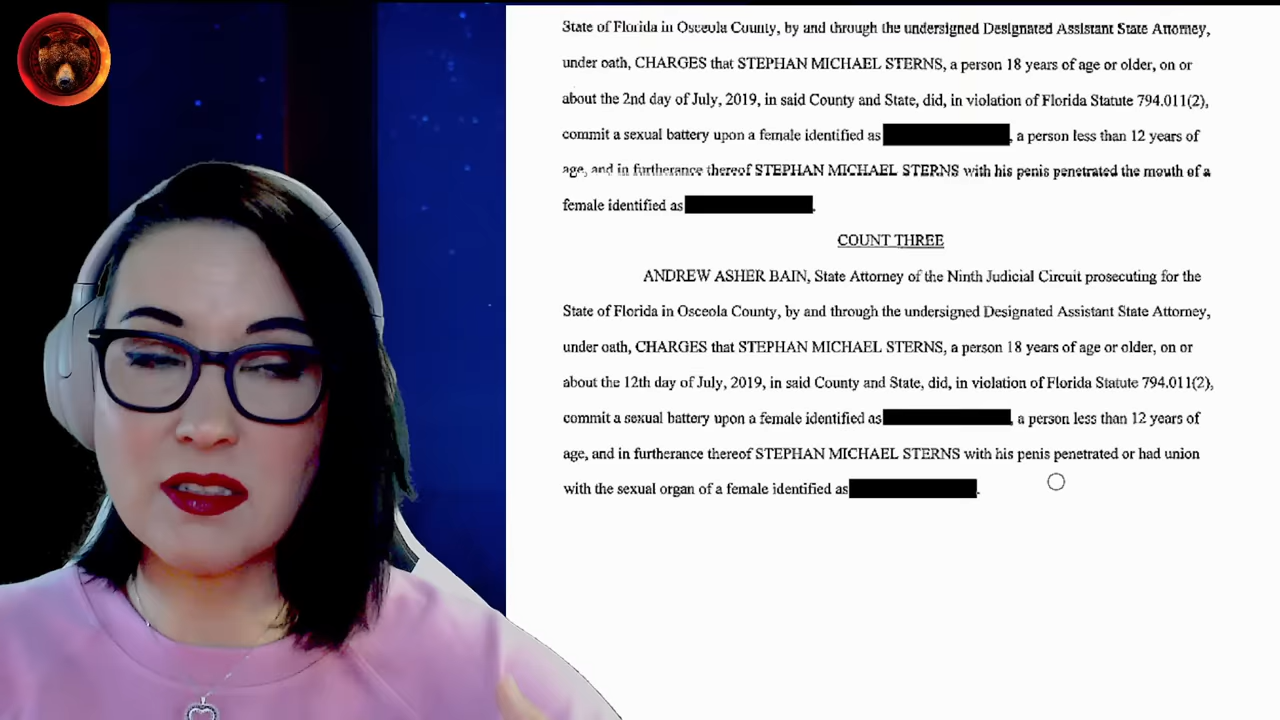 State of Florida in Osceola County, by and through the undersigned Designated Assistant State Attorney,
under oath, CHARGES that STEPHAN MICHAEL STERNS, a person 18 years of age or older, on or
about the 2nd day of July, 2019, in said County and State, did, in violation of Florida Statute 794.011(2),
commit a sexual battery upon a female identified as , a person less than 12 years of
age, and in furtherance thereof STEPHAN MICHAEL STERNS with his penis penetrated the mouth of a
female identified as .
COUNT THREE
ANDREW ASHER BAIN, State Attorney of the Ninth Judicial Circuit prosecuting for the
State of Florida in Osceola County, by and through the undersigned Designated Assistant State Attorney,
under oath, CHARGES that STEPHAN MICHAEL STERNS, a person 18 years of age or older, on or
about the 12th day of July, 2019, in said County and State, did, in violation of Florida Statute 794.011(2),
commit a sexual battery upon a female identified as , a person less than 12 years of
age, and in furtherance thereof STEPHAN MICHAEL STERNS with his penis penetrated or had union
with the sexual organ of a female identified as .